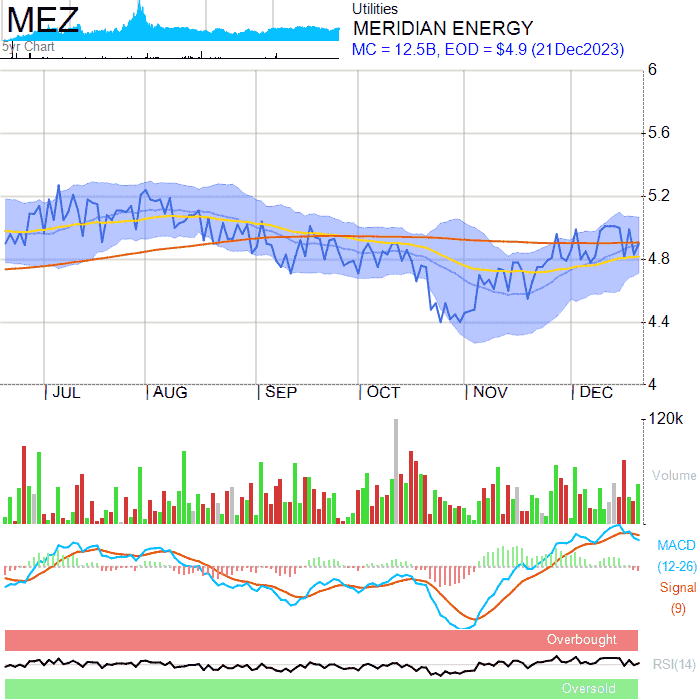 MEZ
5yr Chart
Utilities
MERIDIAN ENERGY
MC = 12.5B, EOD = $4.9 (21Dec2023)
6
5.6
5.2
4.8
4.4
4
JUL AUG SEP OCT NOV DEC
120k
Volume
MACD
(12-26)
Signal
(9)
Overbought
RSI(14)
Oversold